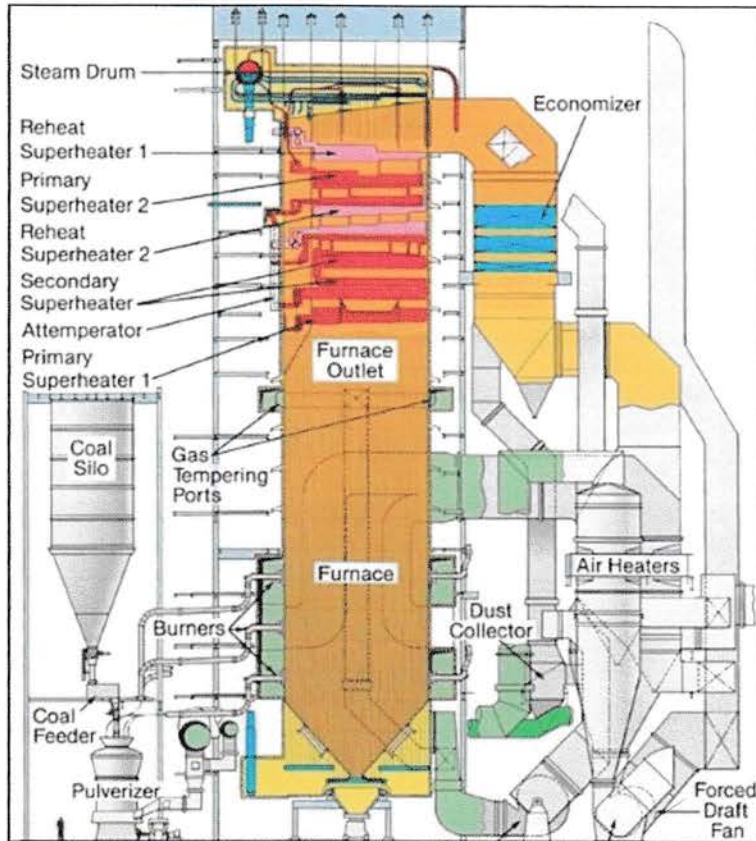 Steam Drum
Reheat
Superheater 1
Primary
Superheater 2
Reheat
Superheater 2
Secondary
Superheater
Attemperator
Primary
Superheater 1
Economizer
Furnace
Outlet
Coal
Silo
Gas
Tempering
Ports
Furnace
Air Heaters
Burners
Dust
Collector
Coal
Feeder
Pulverizer
Forced
Draft
Fan